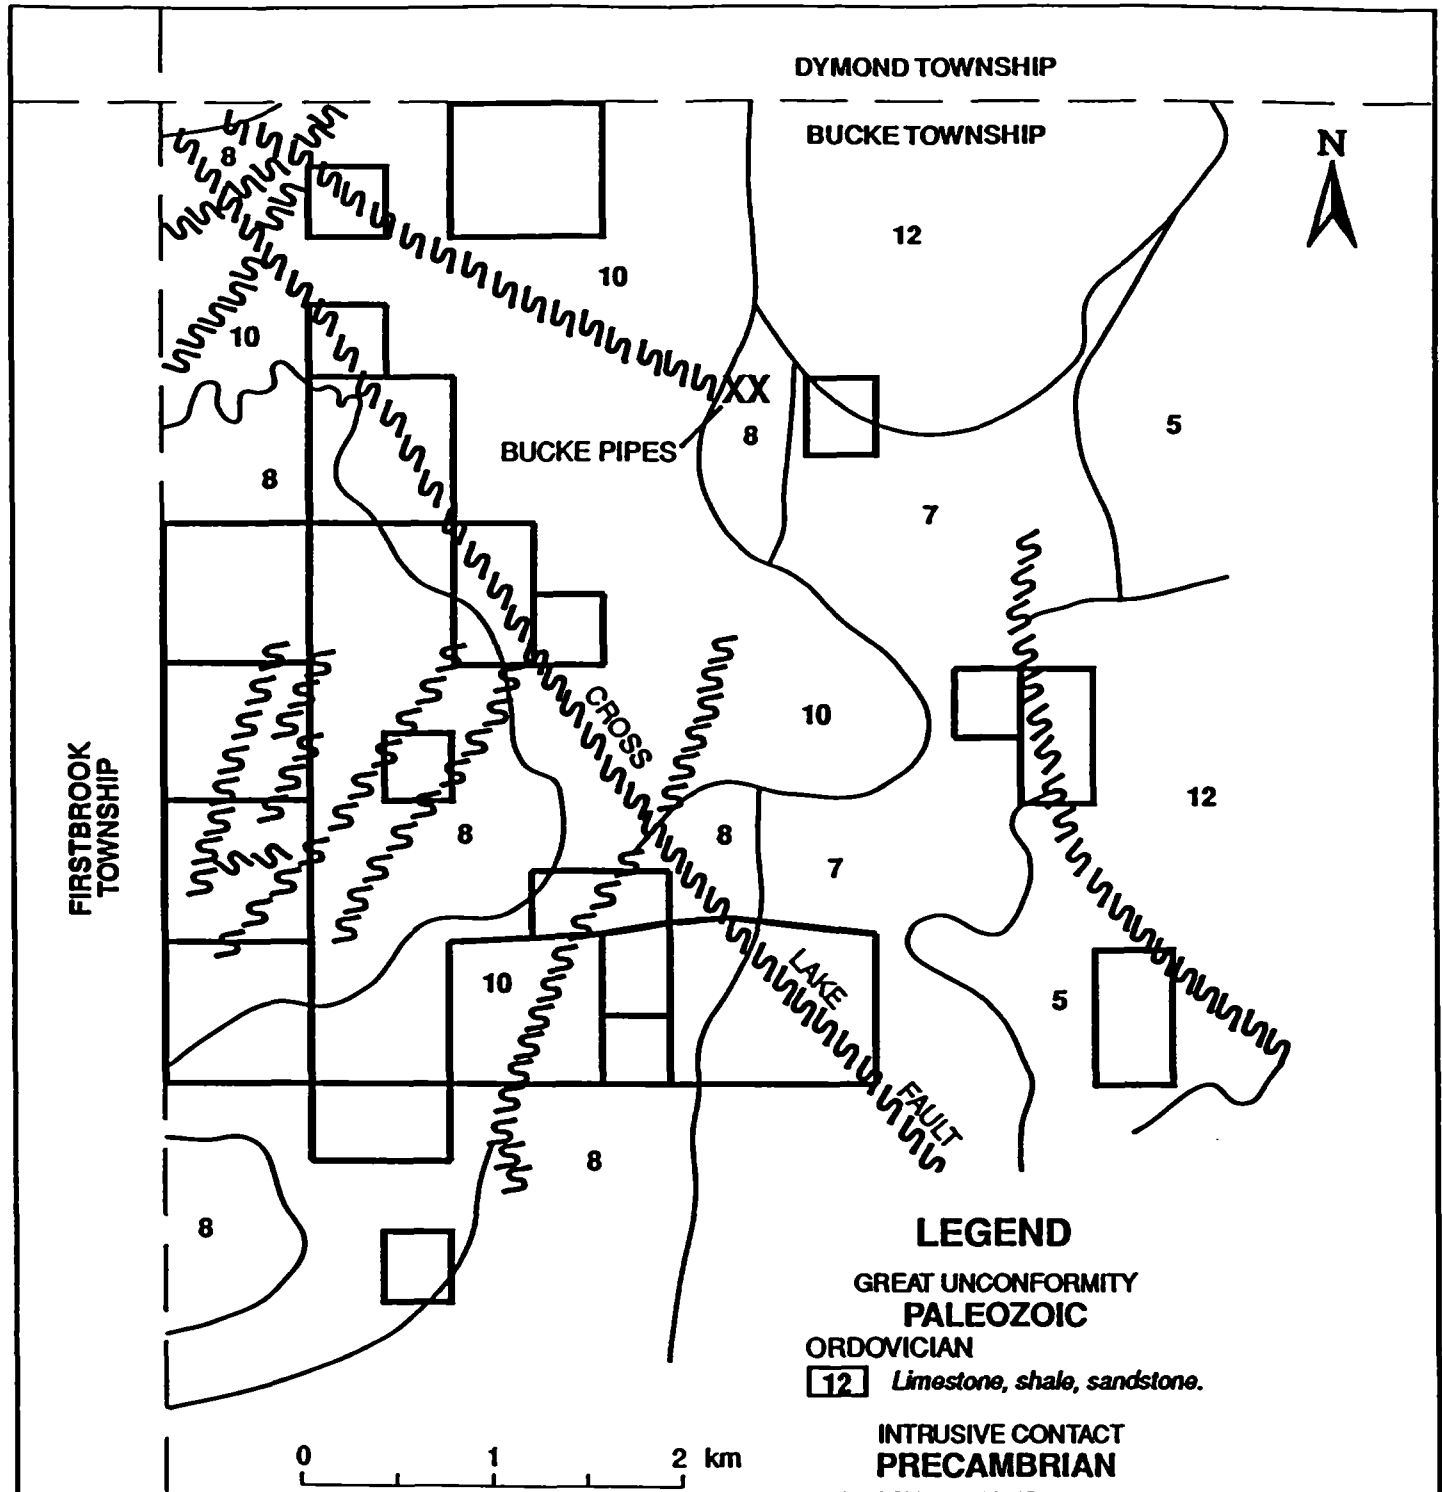 DYMOND TOWNSHIP
BUCKE TOWNSHIP
N
8
12
10
10
5
BUCKE PIPES
8
8
7
CROSS
10
FIRSTBROOK
TOWNSHIP
12
8
8
7
LAKE
10
5
FAULT
8
8
LEGEND
GREAT UNCONFORMITY
PALEOZOIC
ORDOVICIAN
12 Limestone, shale, sandstone.
INTRUSIVE CONTACT
PRECAMBRIAN
0 1 2 km